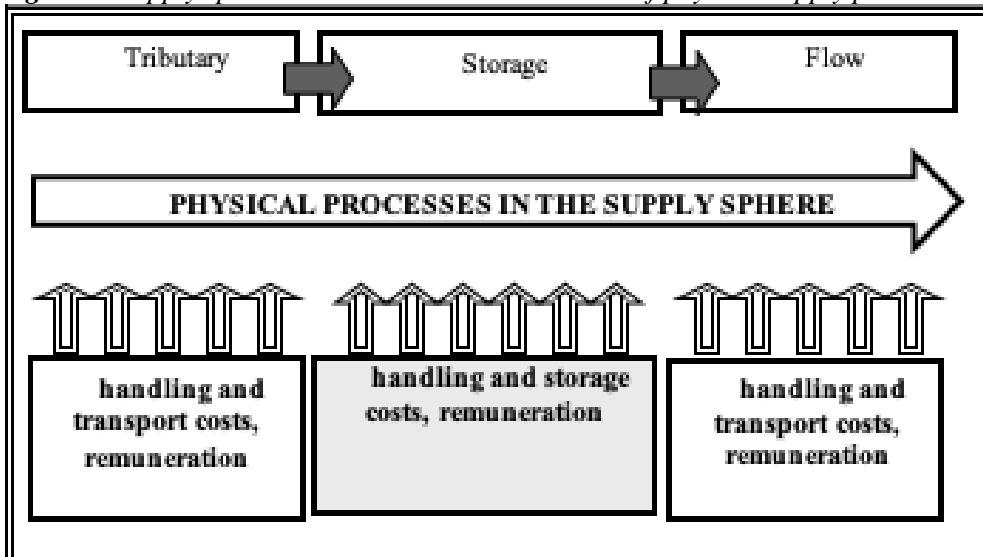 Tributary
Storage
Flow
PHYSICAL PROCESSES IN THE SUPPLY SPHERE
handling and
transport costs,
remuneration
handling and storage
costs, remuneration
handling and
transport costs,
remuneration